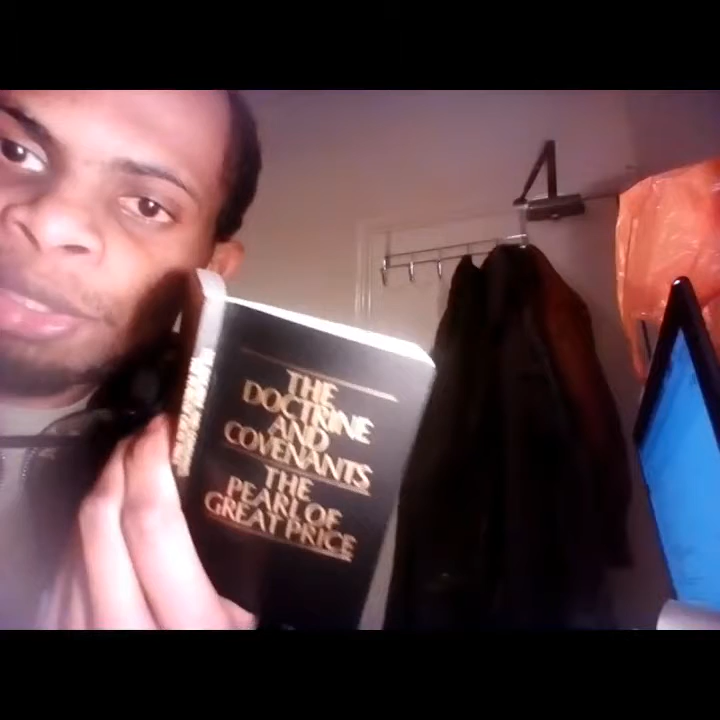 THE
DOCTRINE
AND
COVENANTS
THE
PEARL OF
GREAT PRICE